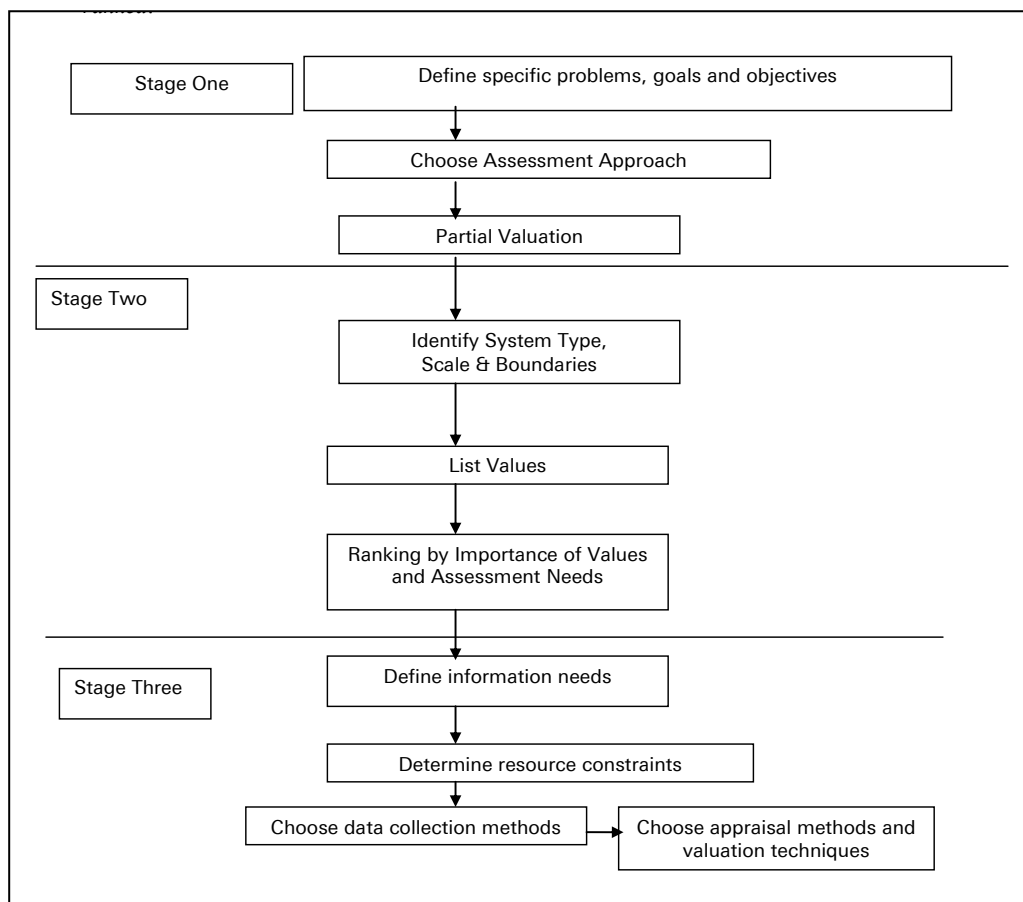 Stage One
Define specific problems, goals and objectives
Choose Assessment Approach
Partial Valuation
Stage Two
Identify System Type,
Scale & Boundaries
List Values
Ranking by Importance of Values
and Assessment Needs
Stage Three
Define information needs
Determine resource constraints
Choose data collection methods
Choose appraisal methods and
valuation techniques